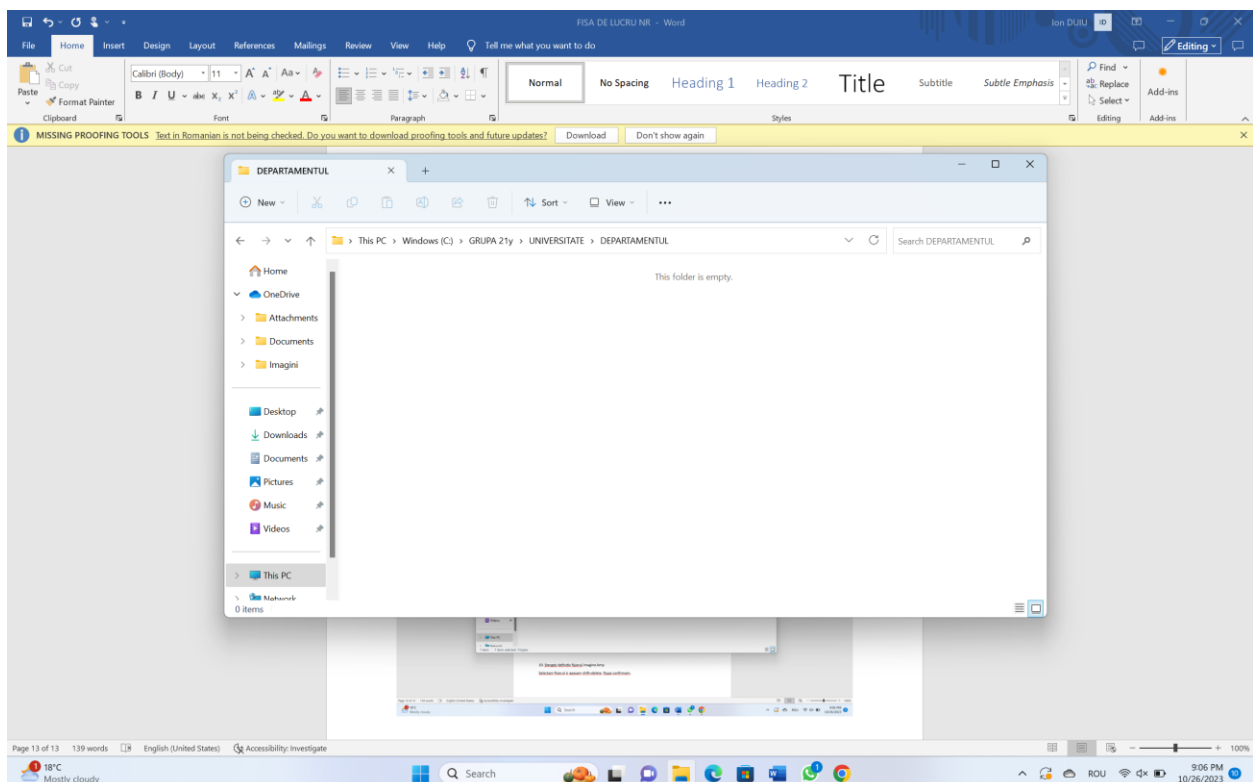 FISA DE LUCRU NR - Word
Ion DUIU ID
File Home Insert Design Layout References Mailings Review View Help Tell me what you want to do
Editing
Paste
Cut
Copy
Format Painter
Calibri (Body) 11
Normal
No Spacing
Heading 1
Heading 2
Title
Subtitle
Subtle Emphasis
Find
Replace
Select
Add-ins
Clipboard Font Paragraph Styles Editing Add-ins
MISSING PROOFING TOOLS Text in Romanian is not being checked. Do you want to download proofing tools and future updates? Download Don't show again
DEPARTAMENTUL
New Sort View
This PC > Windows (C:) > GRUPA 21y > UNIVERSITATE > DEPARTAMENTUL
Search DEPARTAMENTUL
This folder is empty.
Home
OneDrive
Attachments
Documents
Imagini
Desktop
Downloads
Documents
Pictures
Music
Videos
This PC
Network
0 items
Page 13 of 13 139 words English (United States) Accessibility: Investigate
100%
1
18°C
Mostly cloudy
Search
1
ROU
9:06 PM
10/26/2023
10